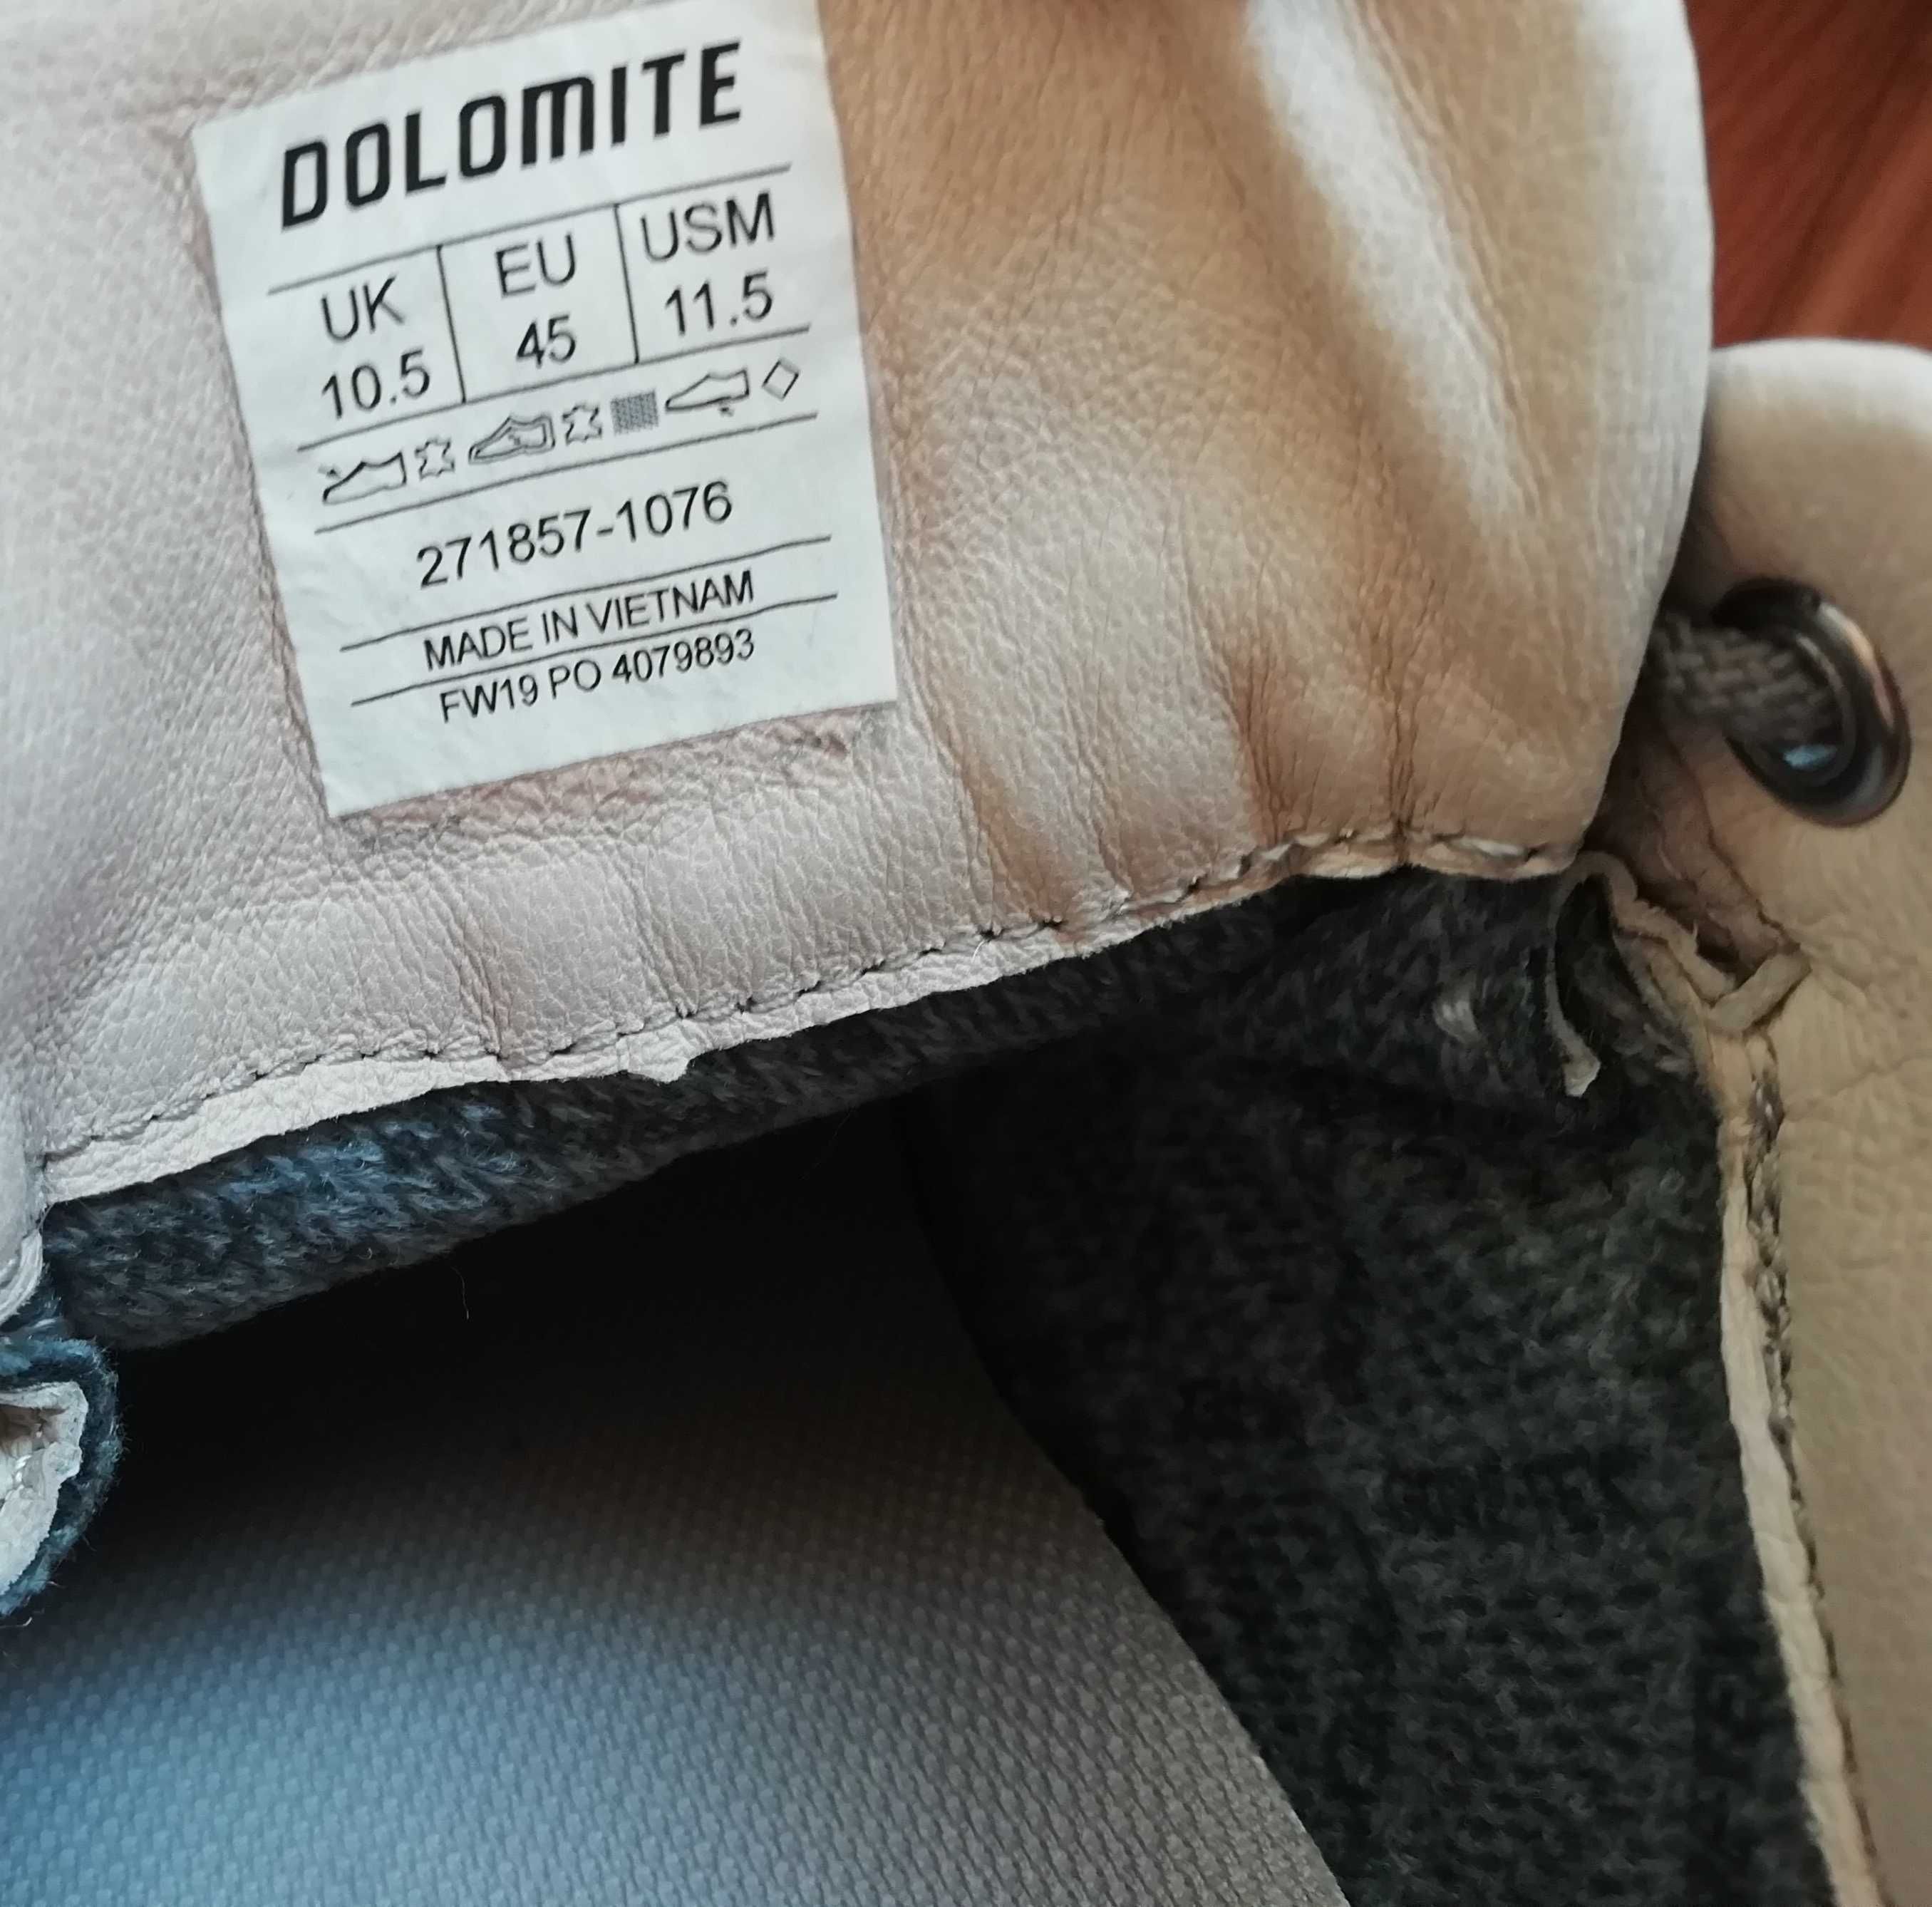 DOLOMITE
UK EU USM
10.5 45 11.5
271857-1076
MADE IN VIETNAM
FW19 PO 4079893